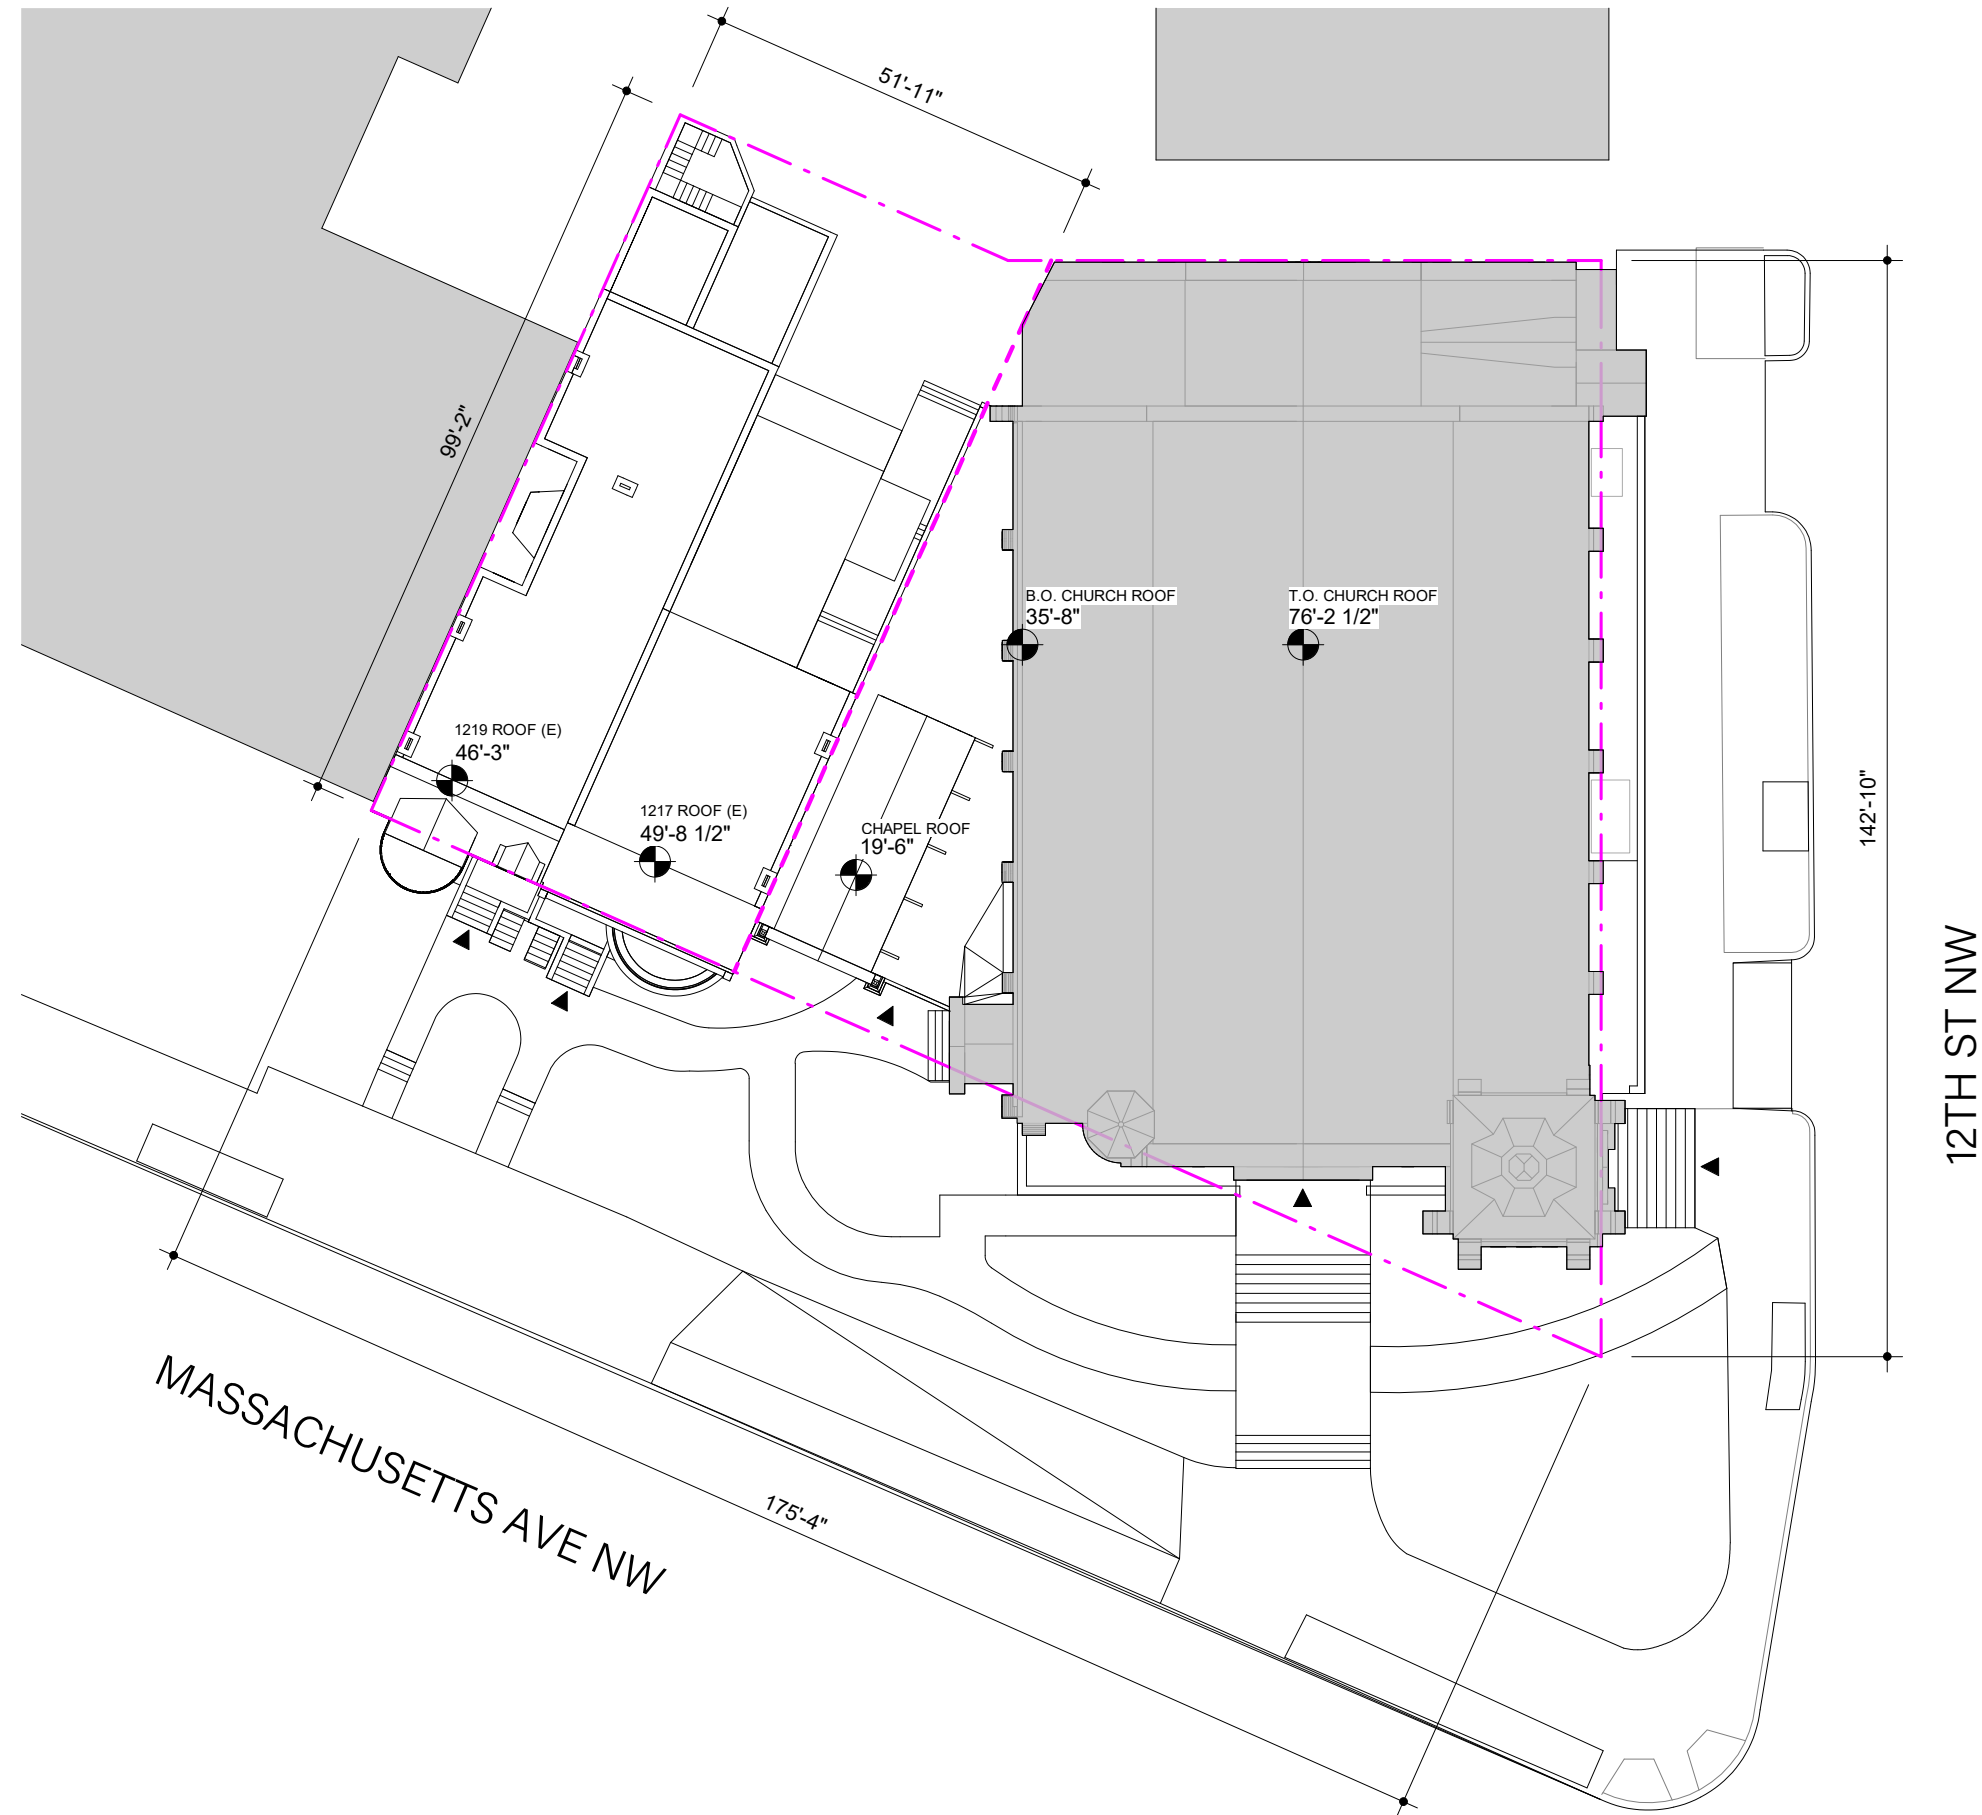 51'-11"
99'-2"
B.O. CHURCH ROOF
35'-8"
T.O. CHURCH ROOF
76'-2 1/2"
1219 ROOF (E)
46'-3"
1217 ROOF (E)
49'-8 1/2"
CHAPEL ROOF
19'-6"
142'-10"
12TH ST NW
MASSACHUSETTS AVE NW
175'-4"